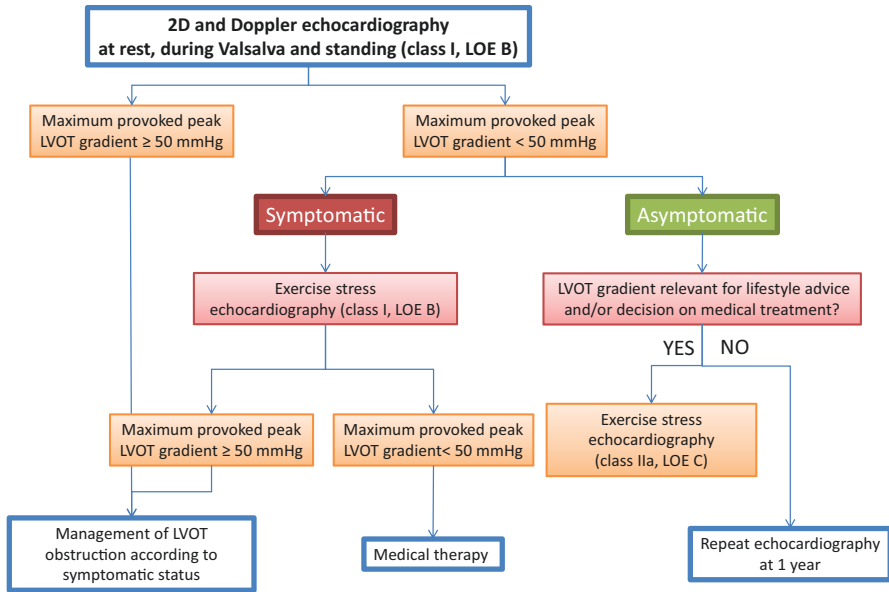 2D and Doppler echocardiography
at rest, during Valsalva and standing (class I, LOE B)
Maximum provoked peak
LVOT gradient ≥ 50 mmHg
Maximum provoked peak
LVOT gradient < 50 mmHg
Symptomatic
Asymptomatic
Exercise stress
echocardiography (class I, LOE B)
LVOT gradient relevant for lifestyle advice
and/or decision on medical treatment?
YES
NO
Maximum provoked peak
LVOT gradient ≥ 50 mmHg
Maximum provoked peak
LVOT gradient< 50 mmHg
Exercise stress
echocardiography
(class IIa, LOE C)
Management of LVOT
obstruction according to
symptomatic status
Medical therapy
Repeat echocardiography
at 1 year